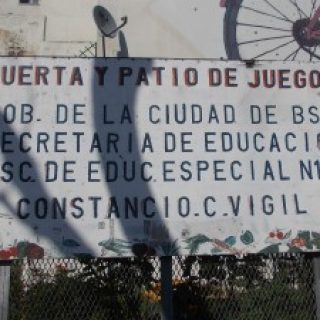 UERTA Y PATIO DE JUEGO
OB. DE LA CIUDAD DE BS
ECRETARIA DE EDUCACIO
SC. DE EDUC. ESPECIAL N1
CONSTANCIO.C.VIGIL